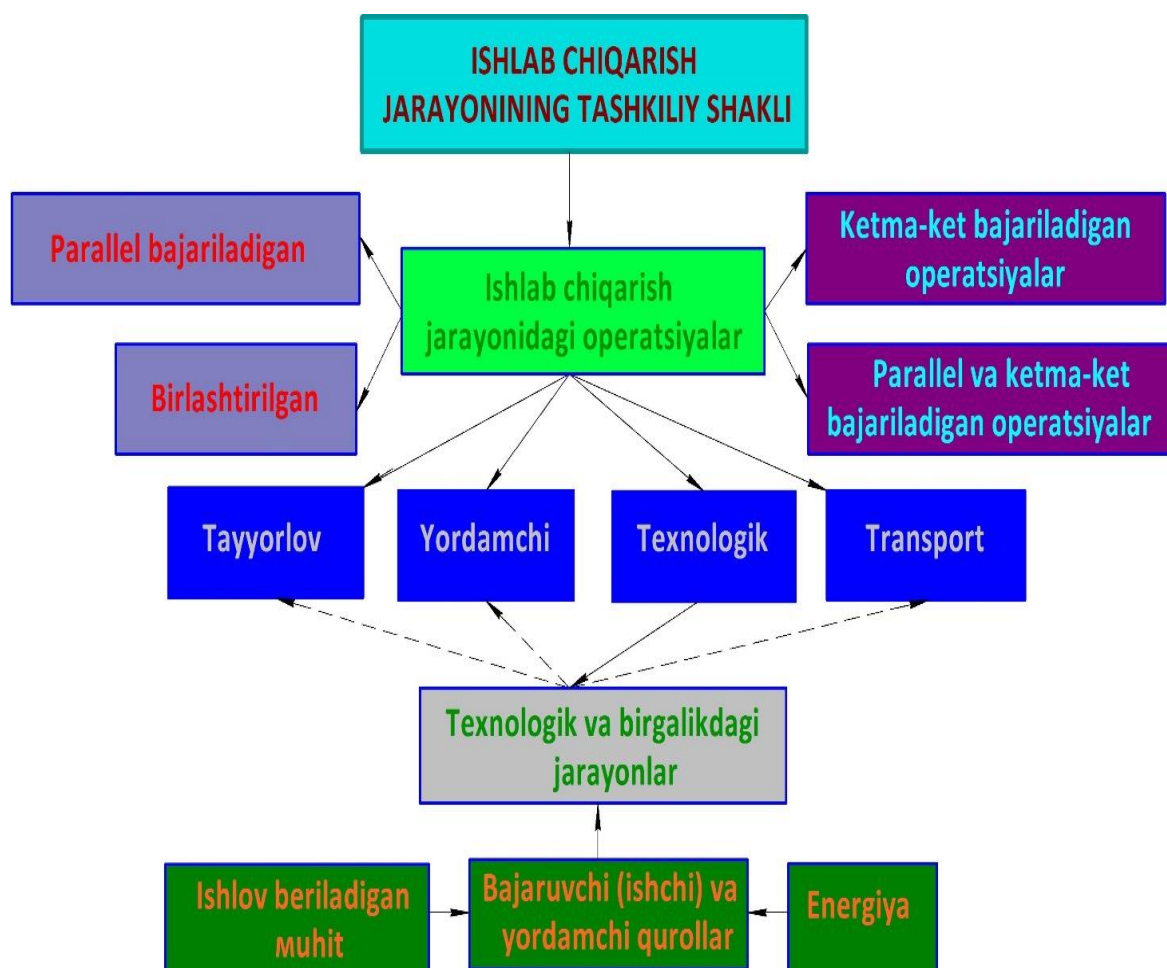 ISHLAB CHIQARISH
JARAYONINING TASHKILIY SHAKLI
Parallel bajariladigan
Ketma-ket bajariladigan
operatsiyalar
Ishlab chiqarish
jarayonidagi operatsiyalar
Birlashtirilgan
Parallel va ketma-ket
bajariladigan operatsiyalar
Tayyorlov
Yordamchi
Texnologik
Transport
Texnologik va birgalikdagi
jarayonlar
Ishlov beriladigan
мuhit
Bajaruvchi (ishchi) va
yordamchi qurollar
Energiya